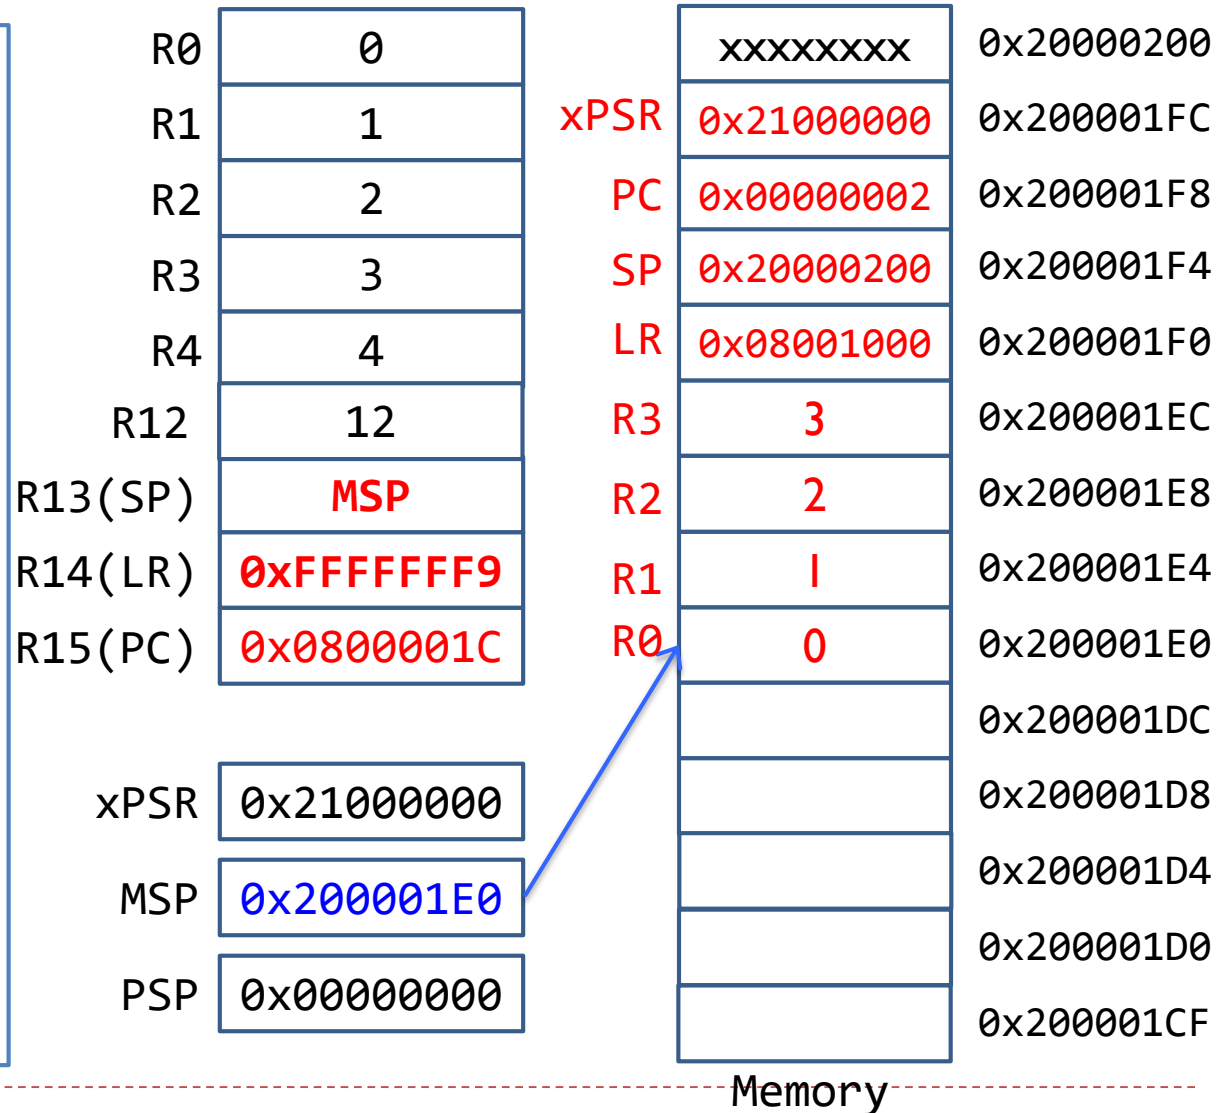 R0 0
R1 1
R2 2
R3 3
R4 4
R12 12
R13(SP) MSP
R14(LR) 0xFFFFFFF9
R15(PC) 0x0800001C
xPSR 0x21000000
MSP 0x200001E0
PSP 0x00000000
xxxxxxxx 0x20000200
xPSR 0x21000000 0x200001FC
PC 0x00000002 0x200001F8
SP 0x20000200 0x200001F4
LR 0x08001000 0x200001F0
R3 3 0x200001EC
R2 2 0x200001E8
R1 1 0x200001E4
R0 0 0x200001E0
0x200001DC
0x200001D8
0x200001D4
0x200001D0
0x200001CF
Memory